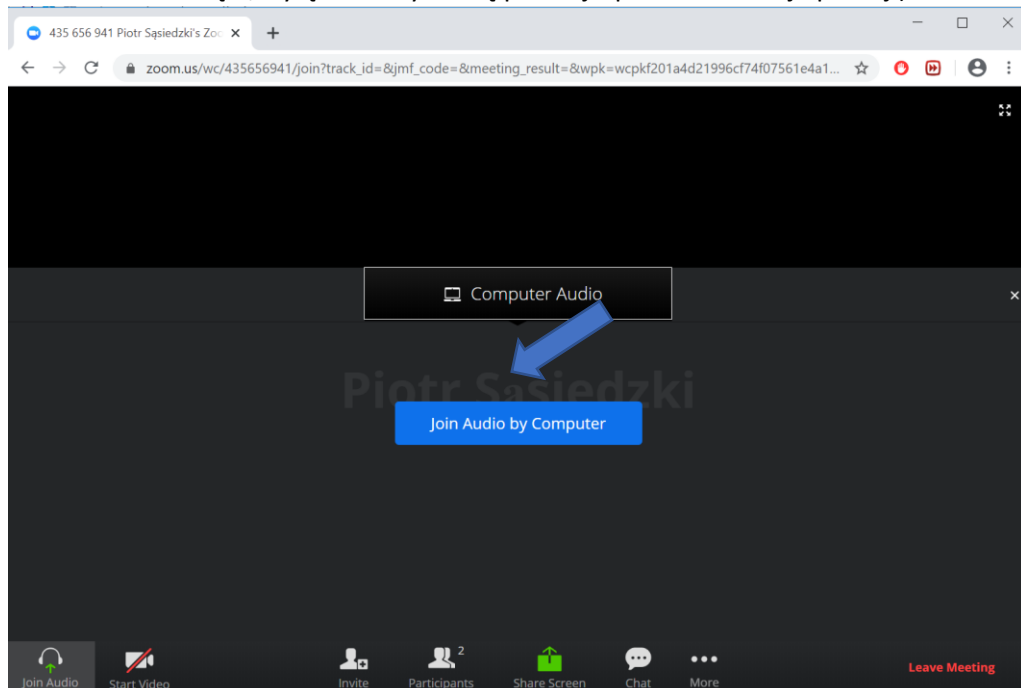 435 656 941 Piotr Sąsiedzki's Zoo
zoom.us/wc/435656941/join?track_id=&jmf_code=&meeting_result=&wpk=wcpkf201a4d21996cf74f07561e4a1...
Computer Audio
Piotr Sąsiedzki
Join Audio by Computer
2
Join Audio Start Video Invite Participants Share Screen Chat More Leave Meeting